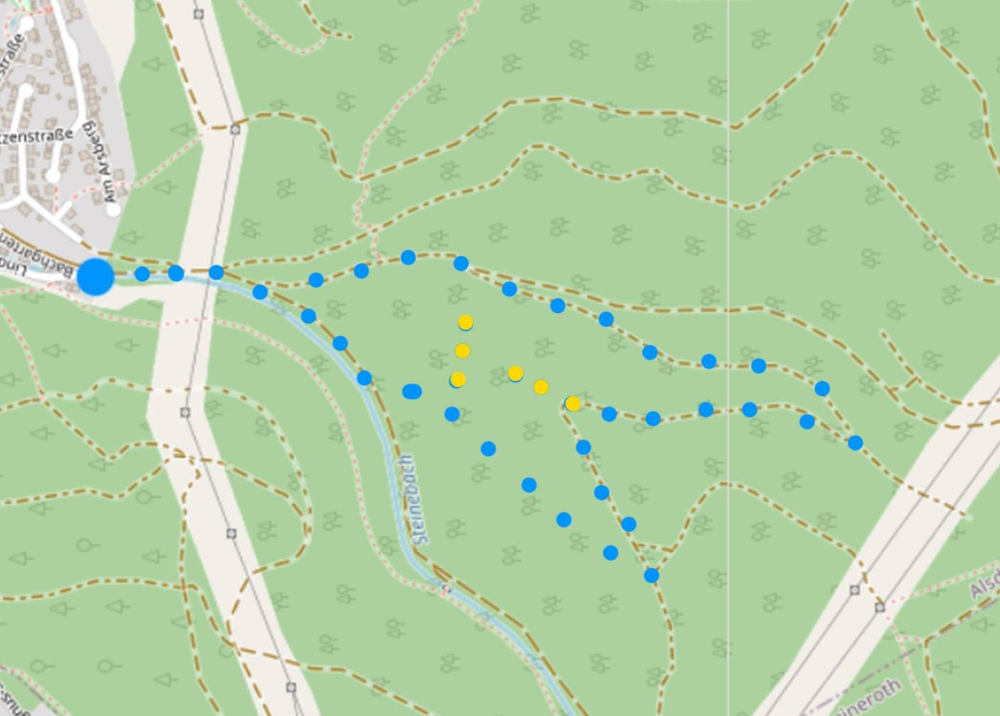 straße
tzenstraße
Am Arsberg
Bachgarten
Lind
Steinebach
Alsd
ineroth